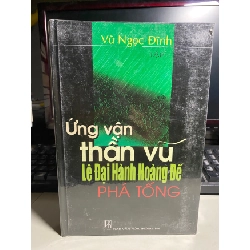 Vũ Ngọc Đĩnh
Ứng vận
thần vũ
Lê Đại Hành Hoàng Đế
PHÁ TỐNG